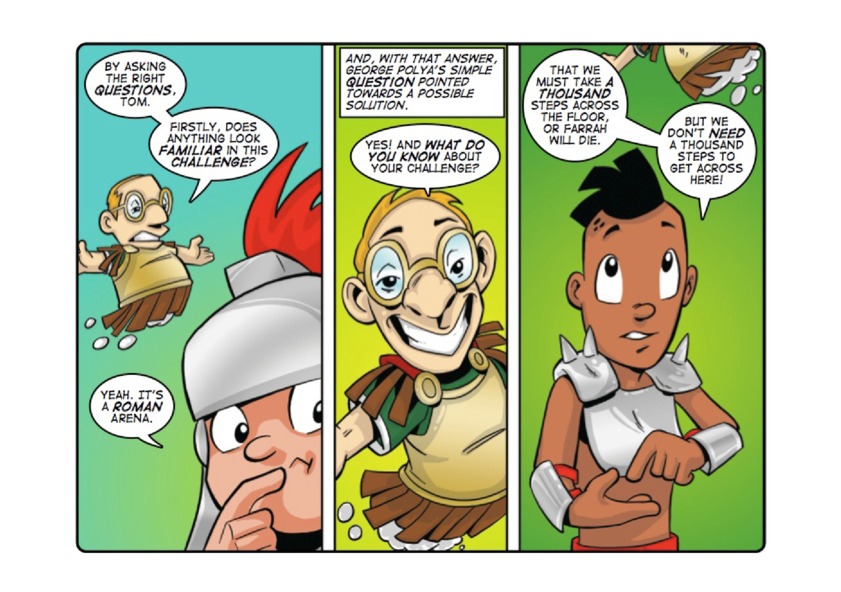 BY ASKING
THE RIGHT
QUESTIONS,
TOM.
FIRSTLY, DOES
ANYTHING LOOK
FAMILIAR IN THIS
CHALLENGE?
YEAH. IT'S
A ROMAN
ARENA.
AND, WITH THAT ANSWER,
GEORGE POLYA'S SIMPLE
QUESTION POINTED
TOWARDS A POSSIBLE
SOLUTION.
YES! AND WHAT DO
YOU KNOW ABOUT
YOUR CHALLENGE?
THAT WE
MUST TAKE A
THOUSAND
STEPS ACROSS
THE FLOOR,
OR FARRAH
WILL DIE.
BUT WE
DON'T NEED
A THOUSAND
STEPS TO
GET ACROSS
HERE!